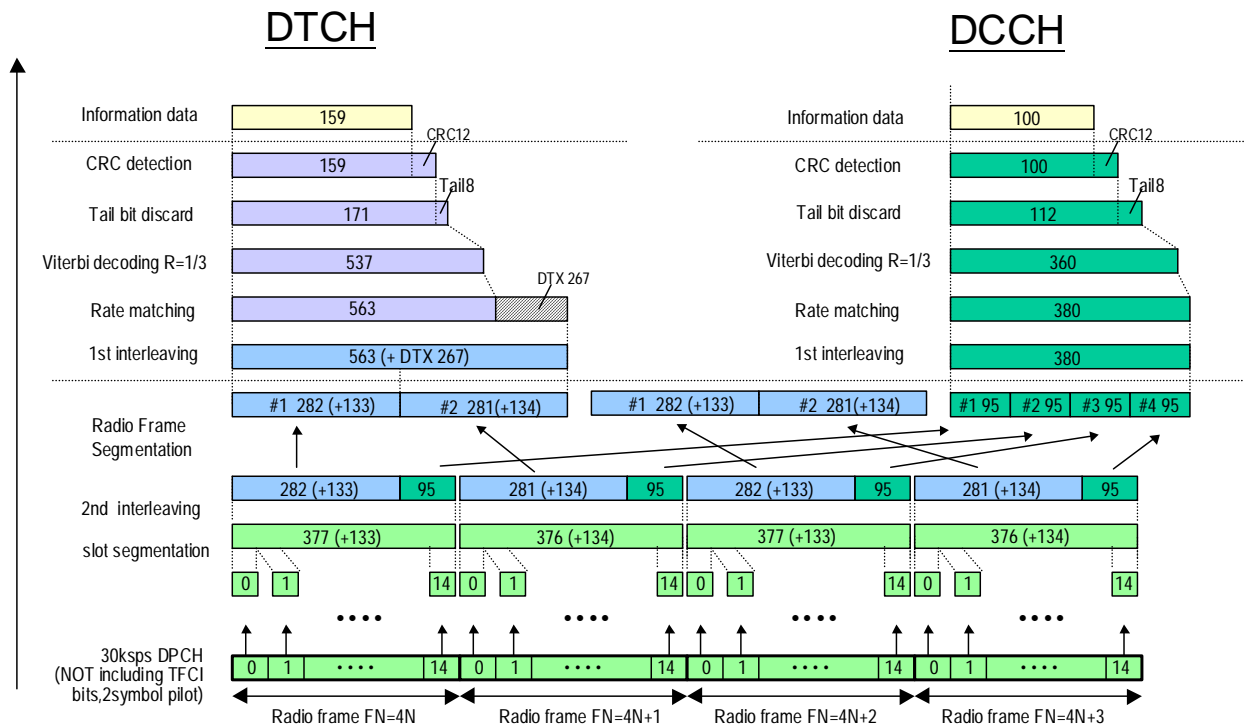 DTCH
DCCH
Information data
159
CRC12
CRC detection
159
Tail8
Tail bit discard
171
Viterbi decoding R=1/3
537
DTX 267
Rate matching
563
1st interleaving
563 (+ DTX 267)
Information data
100
CRC12
CRC detection
100
Tail8
Tail bit discard
112
Viterbi decoding R=1/3
360
Rate matching
380
1st interleaving
380
#1 282 (+133)
#2 281(+134)
#1 282 (+133)
#2 281(+134)
#1 95
#2 95
#3 95
#4 95
Radio Frame
Segmentation
282 (+133)
95
281 (+134)
95
282 (+133)
95
281 (+134)
95
2nd interleaving
377 (+133)
376 (+134)
377 (+133)
376 (+134)
slot segmentation
0
1
14
0
1
14
0
1
14
0
1
14
• • • •
• • • •
• • • •
• • • •
30ksps DPCH
(NOT including TFCI
bits,2symbol pilot)
0
1
• • • •
14
0
1
• • • •
14
0
1
• • • •
14
0
1
• • • •
14
Radio frame FN=4N
Radio frame FN=4N+1
Radio frame FN=4N+2
Radio frame FN=4N+3